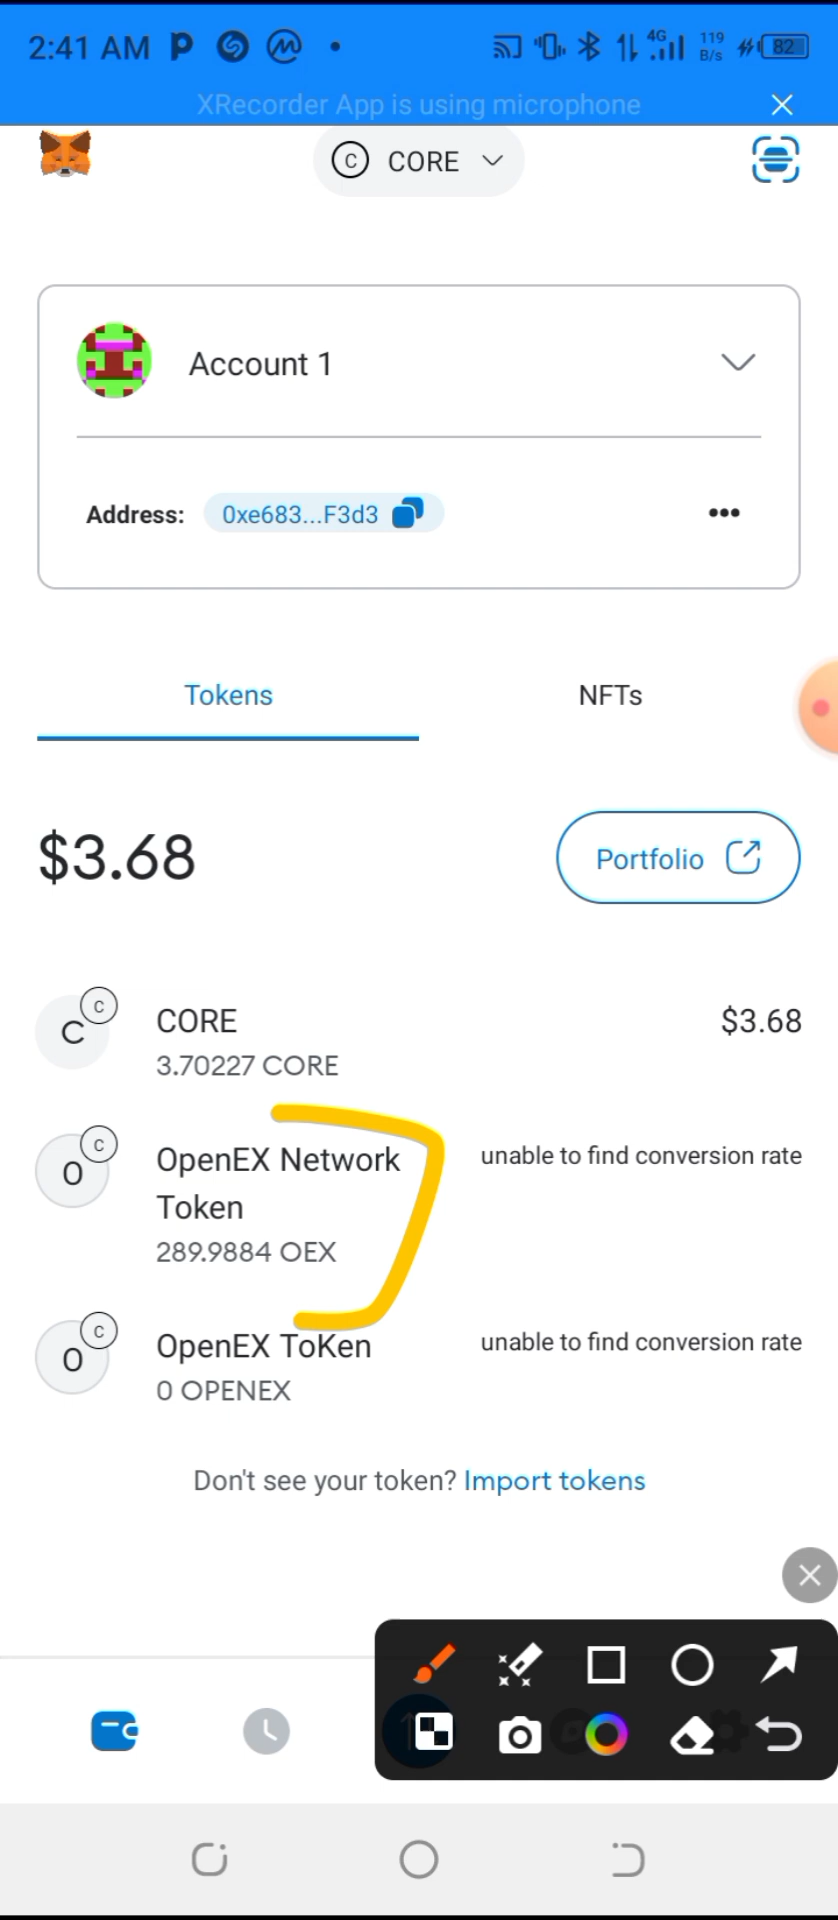 2:41 AM
4G
119
B/s
82
XRecorder App is using microphone
C CORE
Account 1
Address: 0xe683...F3d3
Tokens
NFTs
$3.68
Portfolio
C
C
CORE
$3.68
3.70227 CORE
C
O
OpenEX Network
Token
unable to find conversion rate
289.9884 OEX
C
O
OpenEX ToKen
unable to find conversion rate
0 OPENEX
Don't see your token? Import tokens